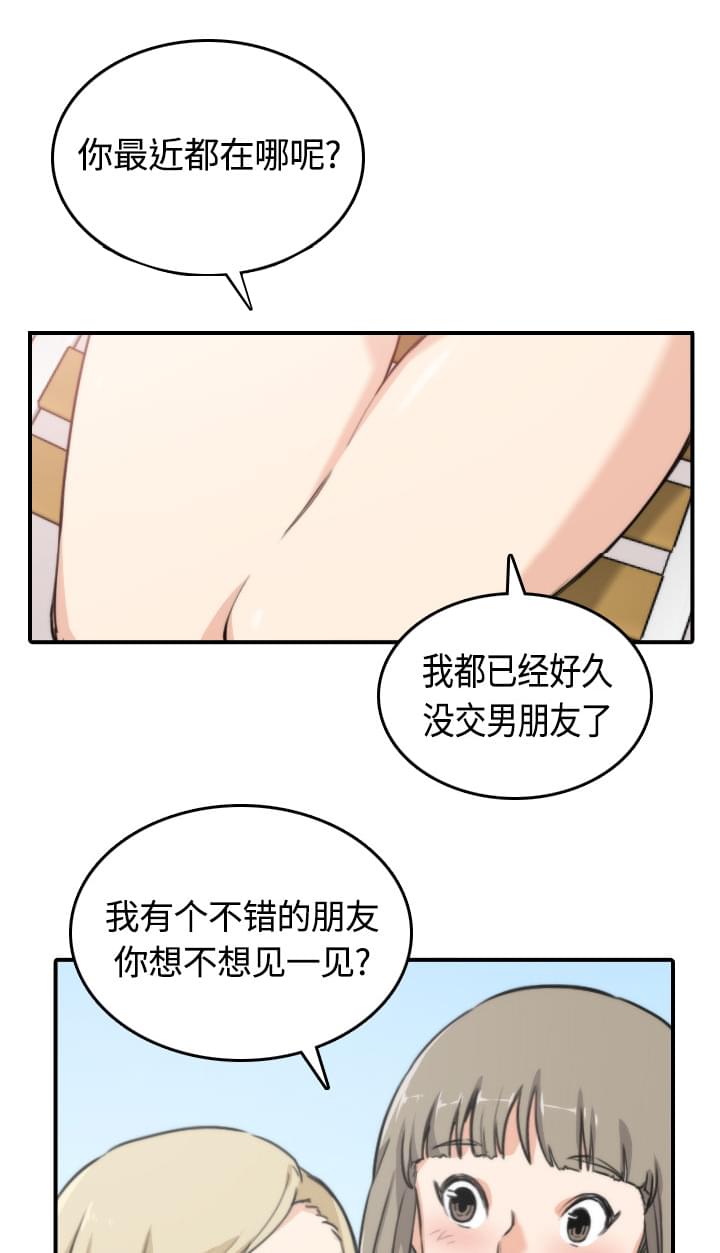 你最近都在哪呢?
我都已经好久
没交男朋友了
我有个不错的朋友
你想不想见一见?